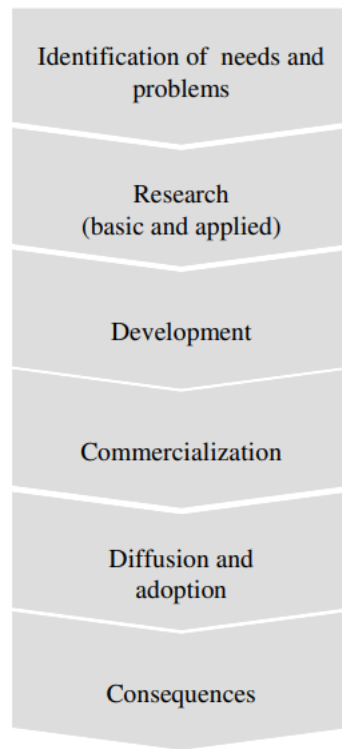 Identification of needs and
problems
Research
(basic and applied)
Development
Commercialization
Diffusion and
adoption
Consequences